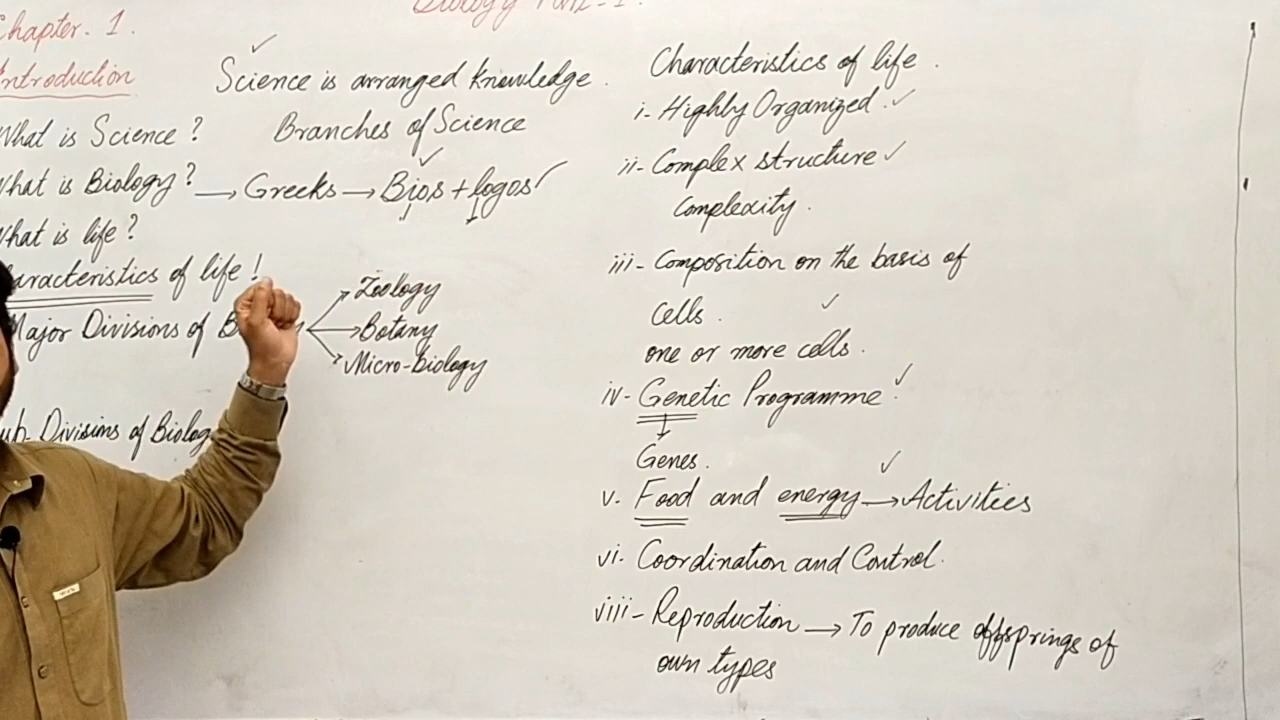 Biology Part-1.
Chapter. 1.
Introduction
What is Science?
What is Biology? → Greeks → Bios + logos
What is life?
Characteristics of life!
Major Divisions of
Zoology
Botany
Micro-Biology
Sub-Divisions of Biology
Science is arranged knowledge.
Branches of Science
Characteristics of life.
i- Highly Organized.
ii- Complex structure
Complexity.
iii- Composition on the basis of
Cells.
one or more cells.
iv- Genetic Programme.
Genes.
v. Food and energy → Activities
vi. Coordination and Control.
viii- Reproduction → To produce offsprings of
own types